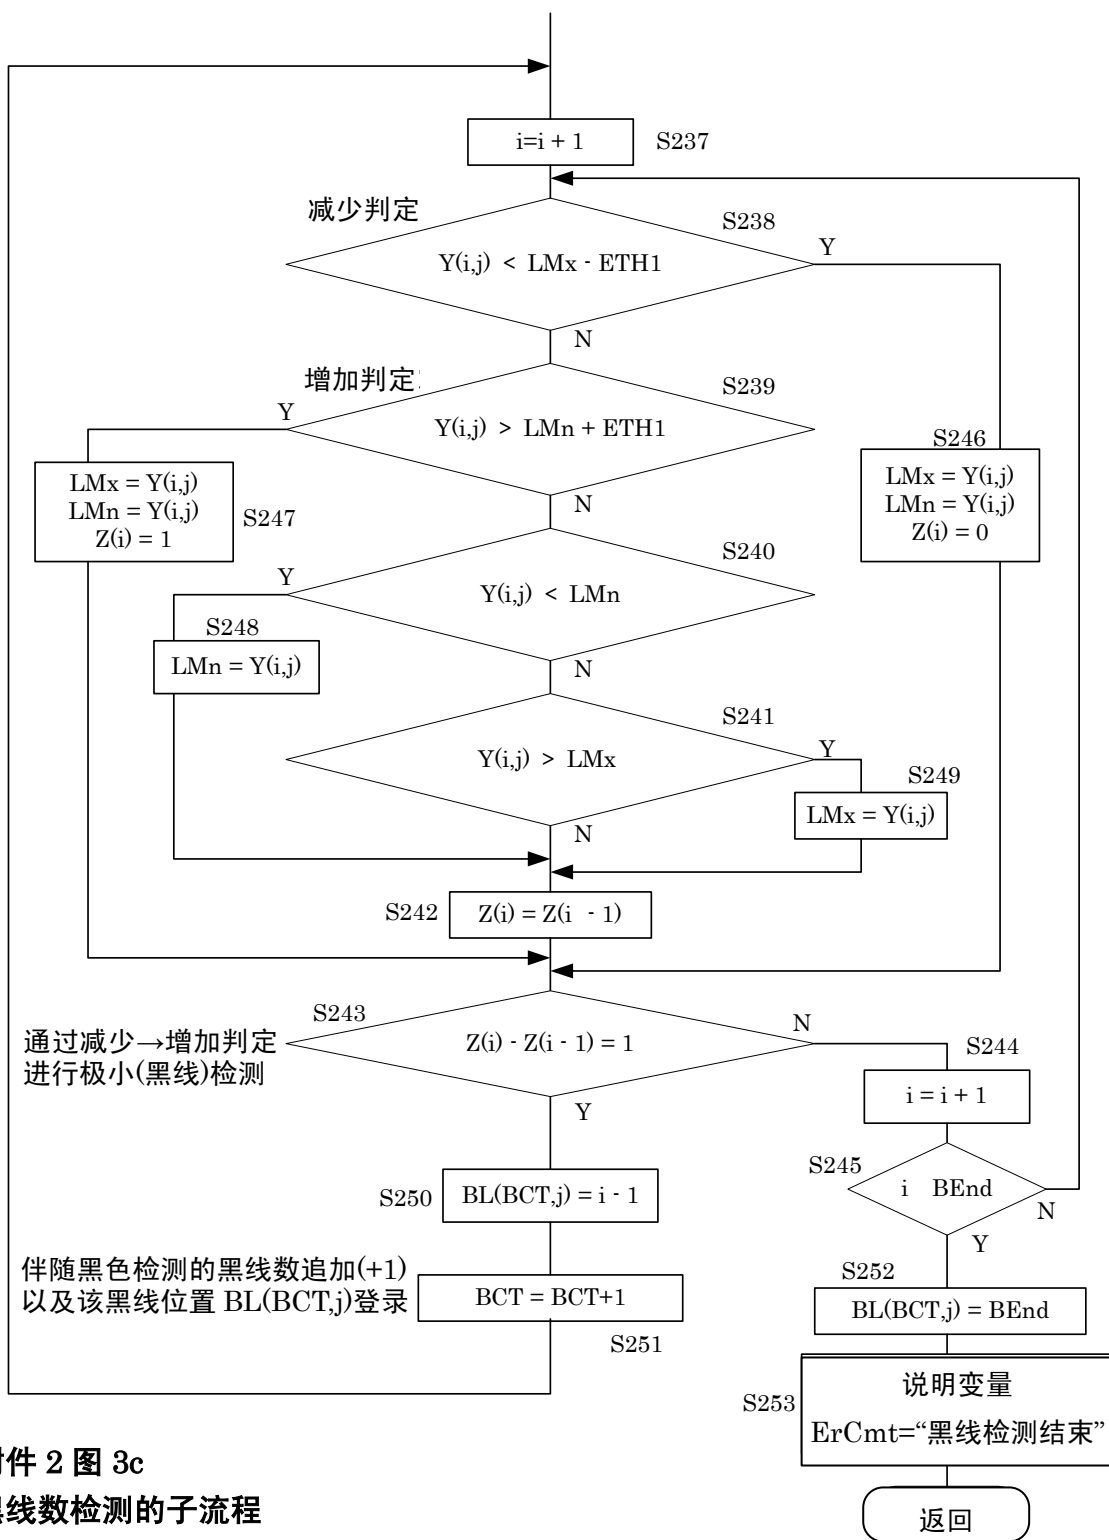 i=i + 1
S237
减少判定
S238
Y(i,j) < LMx - ETH1
Y
N
增加判定
S239
Y(i,j) > LMn + ETH1
Y
N
S246
LMx = Y(i,j)
LMn = Y(i,j)
Z(i) = 0
LMx = Y(i,j)
LMn = Y(i,j)
Z(i) = 1
S247
S240
Y(i,j) < LMn
Y
N
S248
LMn = Y(i,j)
S241
Y(i,j) > LMx
Y
N
S249
LMx = Y(i,j)
S242
Z(i) = Z(i - 1)
S243
Z(i) - Z(i - 1) = 1
N
Y
通过减少→增加判定
进行极小(黑线)检测
S244
i = i + 1
S245
i BEnd
N
Y
S250
BL(BCT,j) = i - 1
伴随黑色检测的黑线数追加(+1)
以及该黑线位置 BL(BCT,j)登录
BCT = BCT+1
S251
S252
BL(BCT,j) = BEnd
S253
说明变量
ErCmt=“黑线检测结束”
返回
件 2 图 3c
线数检测的子流程